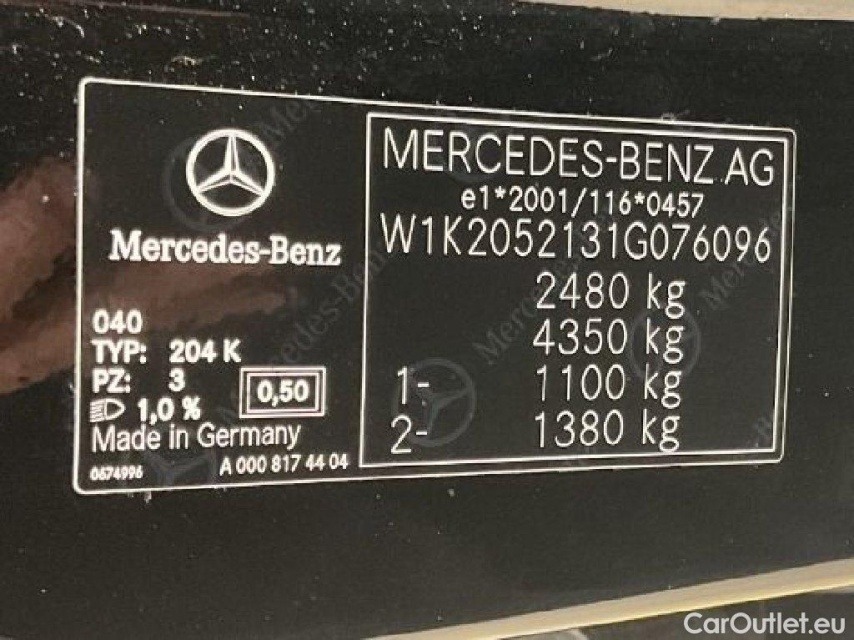 Mercedes-Benz
040
TYP: 204 K
PZ: 3
0,50
1,0 %
Made in Germany
0674996
A 000 817 44 04
MERCEDES-BENZ AG
e1*2001/116*0457
W1K2052131G076096
2480 kg
4350 kg
1- 1100 kg
2- 1380 kg
CarOutlet.eu